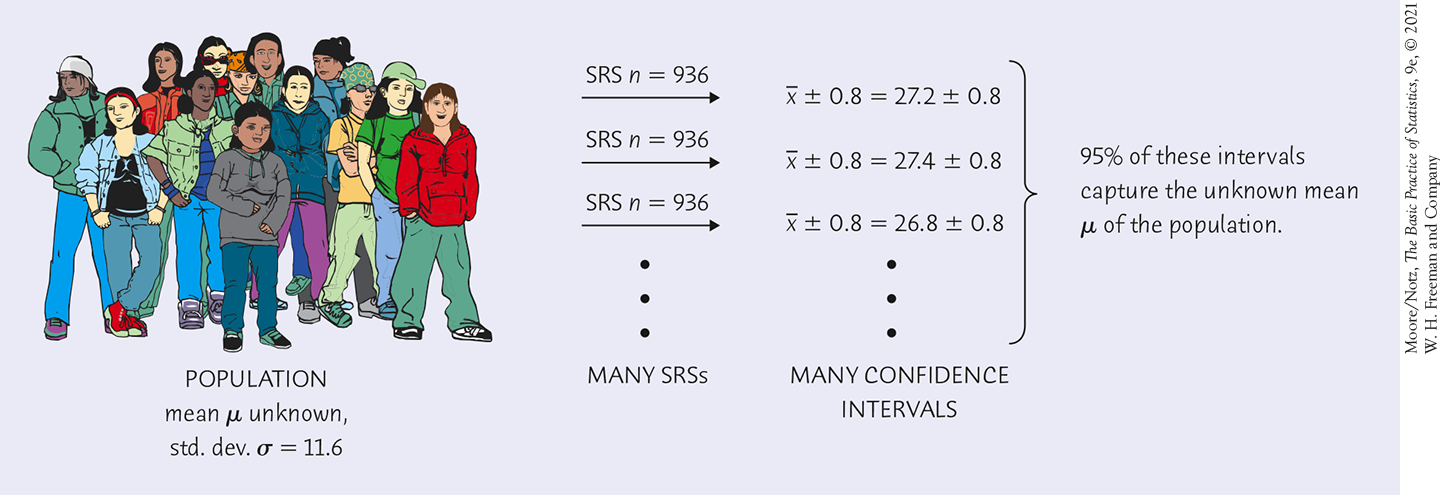 SRS n = 936
SRS n = 936
SRS n = 936
x̄ ± 0.8 = 27.2 ± 0.8
x̄ ± 0.8 = 27.4 ± 0.8
x̄ ± 0.8 = 26.8 ± 0.8
95% of these intervals
capture the unknown mean
μ of the population.
POPULATION
mean μ unknown,
std. dev. σ = 11.6
MANY SRSs
MANY CONFIDENCE
INTERVALS
Moore/Notz, The Basic Practice of Statistics, 9e, © 2021
W. H. Freeman and Company